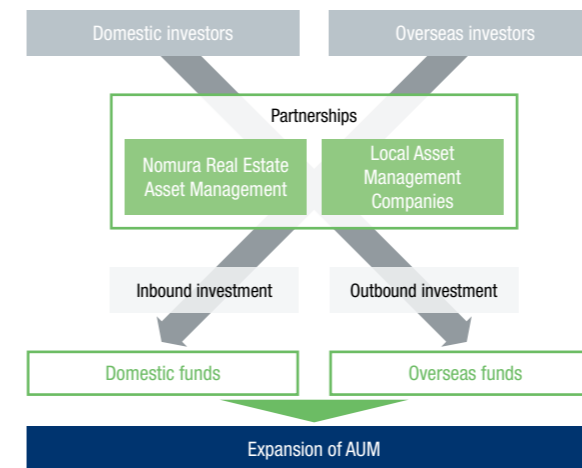 Domestic investors
Overseas investors
Partnerships
Nomura Real Estate
Asset Management
Local Asset
Management
Companies
Inbound investment
Outbound investment
Domestic funds
Overseas funds
Expansion of AUM